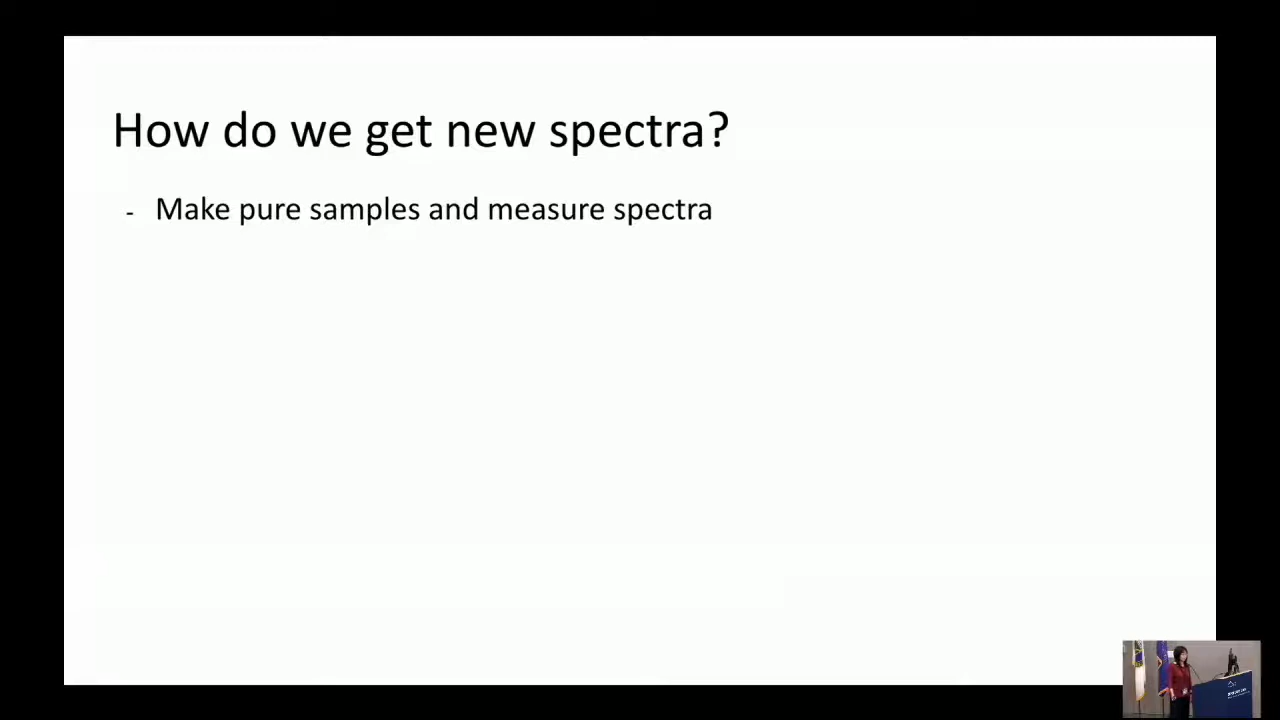 How do we get new spectra?
- Make pure samples and measure spectra